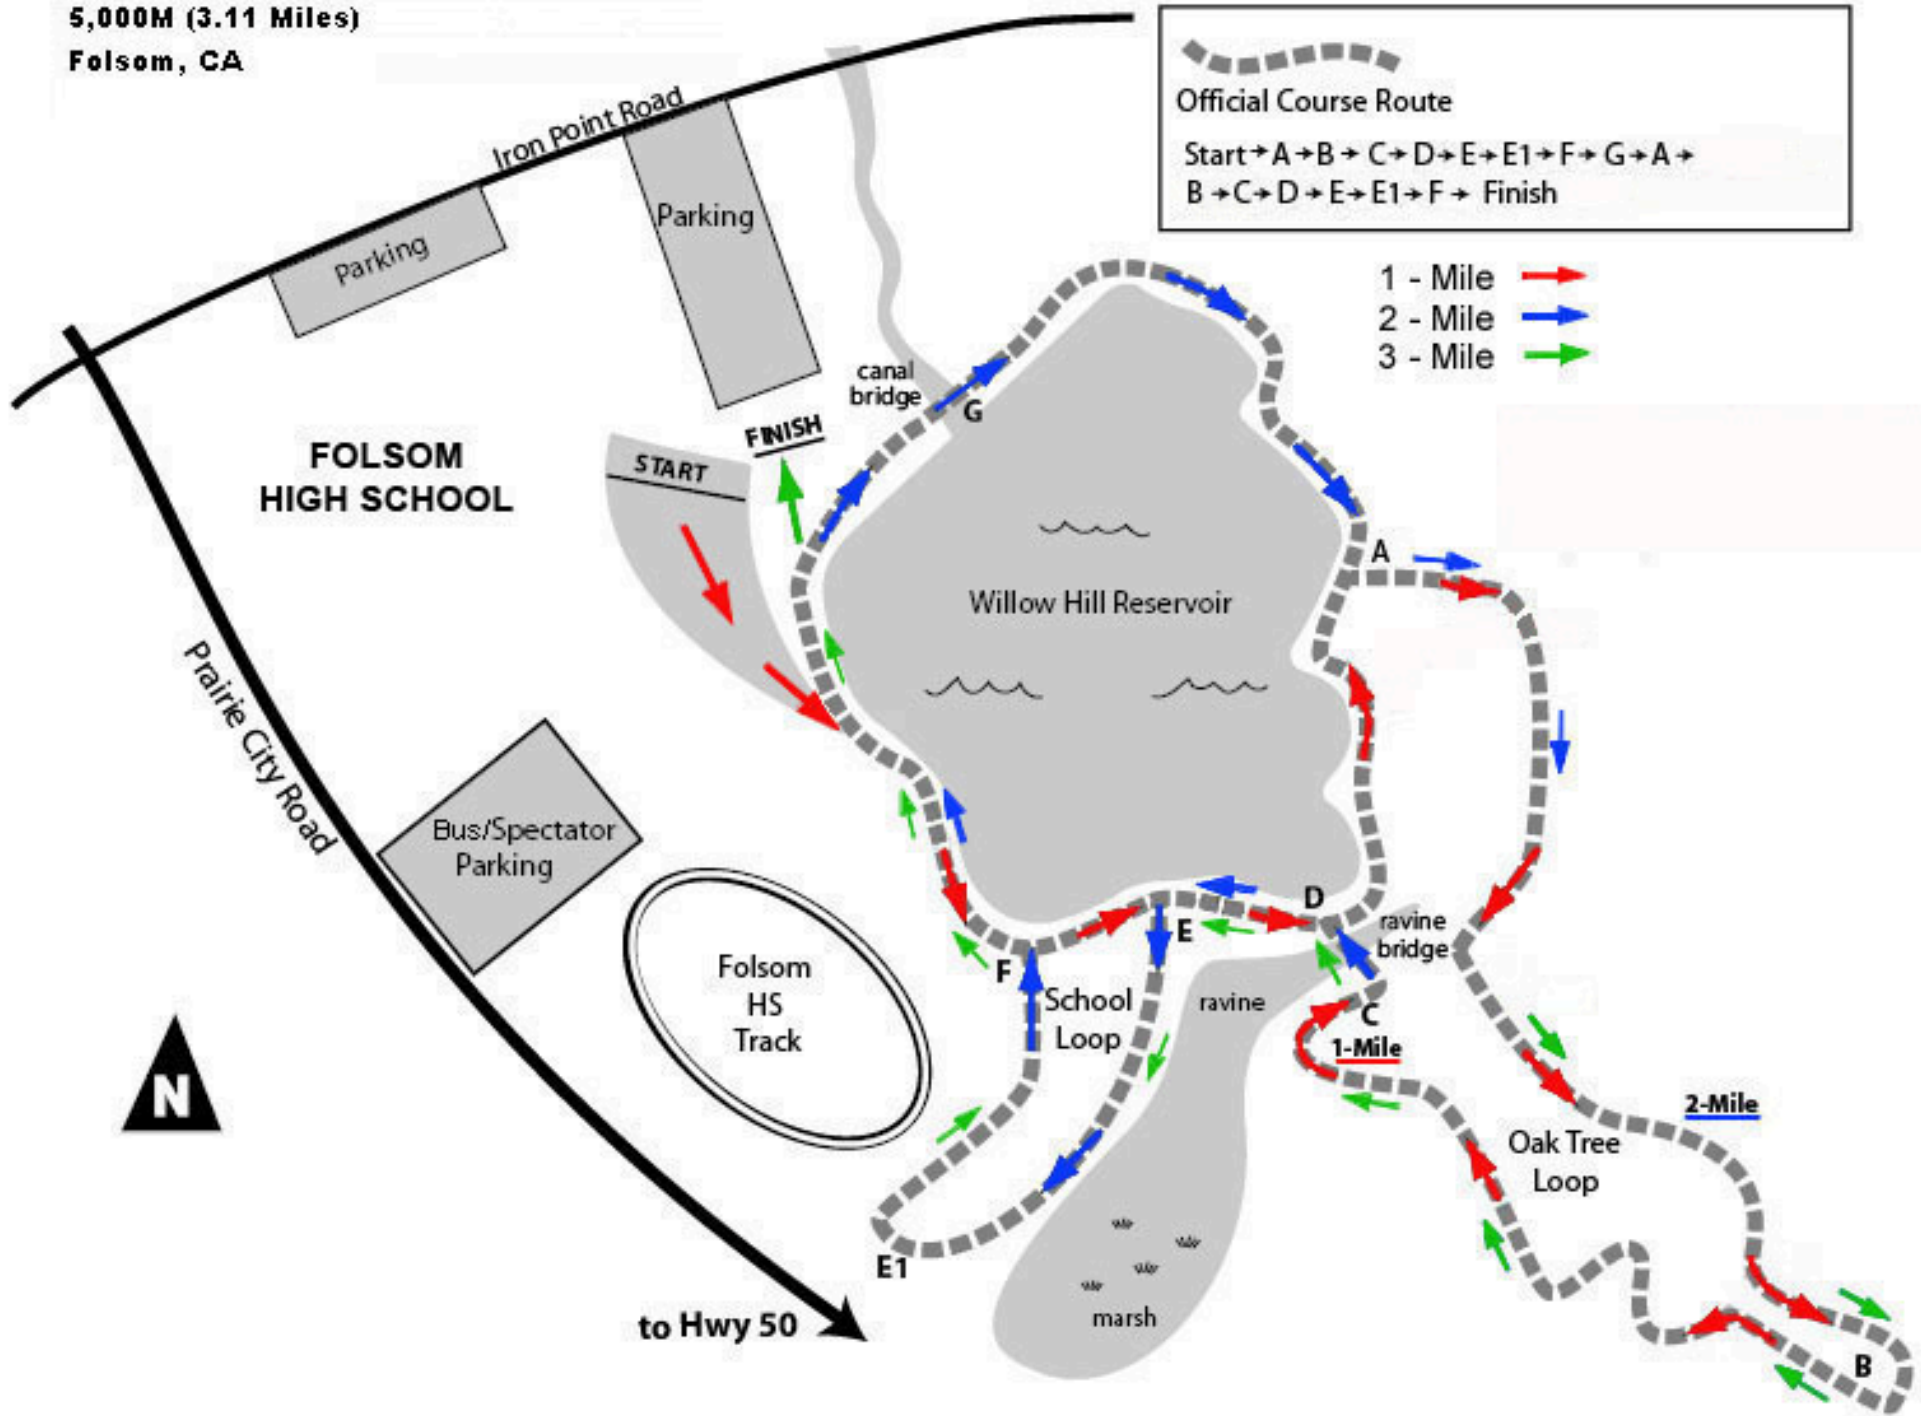 5,000M (3.11 Miles)
Folsom, CA
Official Course Route
Start→A→B→C→D→E→E1→F→G→A→
B→C→D→E→E1→F→ Finish
1 - Mile
2 - Mile
3 - Mile
Iron Point Road
Parking
Parking
canal
bridge
G
FINISH
START
FOLSOM
HIGH SCHOOL
A
Willow Hill Reservoir
Prairie City Road
Bus/Spectator
Parking
D
ravine
bridge
E
F
Folsom
HS
Track
School
Loop
ravine
C
1-Mile
2-Mile
Oak Tree
Loop
N
E1
to Hwy 50
marsh
B